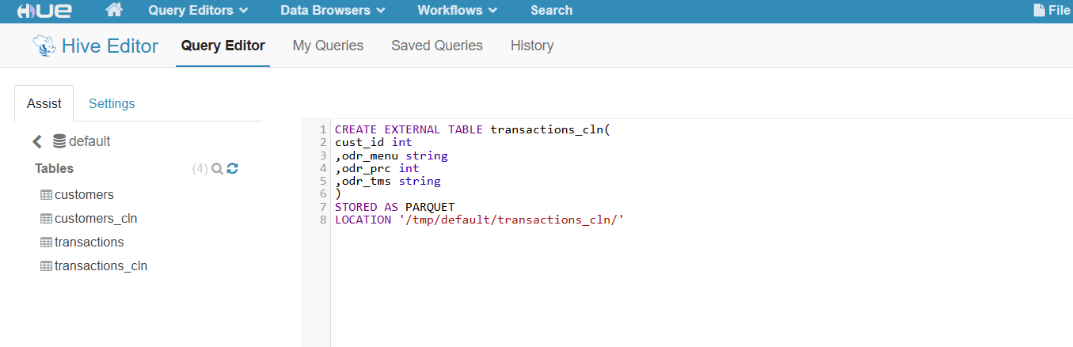 HUE Query Editors Data Browsers Workflows Search File
Hive Editor Query Editor My Queries Saved Queries History
Assist Settings
default
Tables (4)
customers
customers_cln
transactions
transactions_cln
1 CREATE EXTERNAL TABLE transactions_cln(
2 cust_id int
3 ,odr_menu string
4 ,odr_prc int
5 ,odr_tms string
6 )
7 STORED AS PARQUET
8 LOCATION '/tmp/default/transactions_cln/'